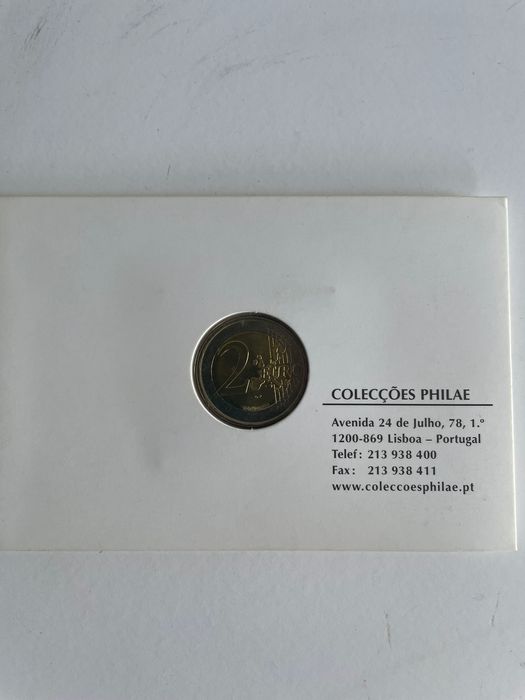 2 EURO
COLECÇÕES PHILAE
Avenida 24 de Julho, 78, 1.º
1200-869 Lisboa – Portugal
Telef: 213 938 400
Fax: 213 938 411
www.coleccoesphilae.pt